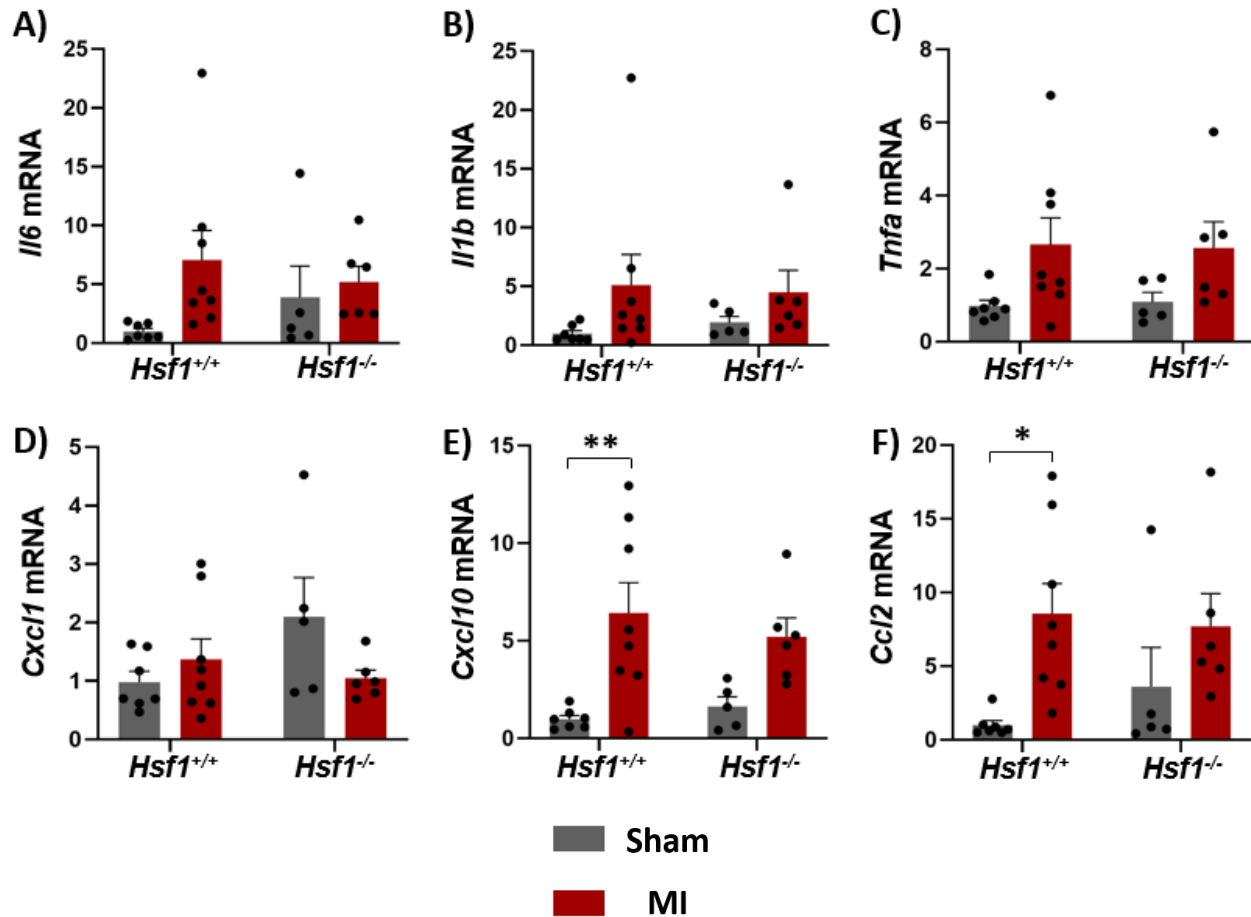 A)
25
20
15
10
5
0
Il6 mRNA
Hsf1+/+
Hsf1-/-
B)
25
20
15
10
5
0
Il1b mRNA
Hsf1+/+
Hsf1-/-
C)
8
6
4
2
0
Tnfa mRNA
Hsf1+/+
Hsf1-/-
D)
5
4
3
2
1
0
Cxcl1 mRNA
Hsf1+/+
Hsf1-/-
E)
**
15
10
5
0
Cxcl10 mRNA
Hsf1+/+
Hsf1-/-
F)
*
20
15
10
5
0
Ccl2 mRNA
Hsf1+/+
Hsf1-/-
Sham
MI